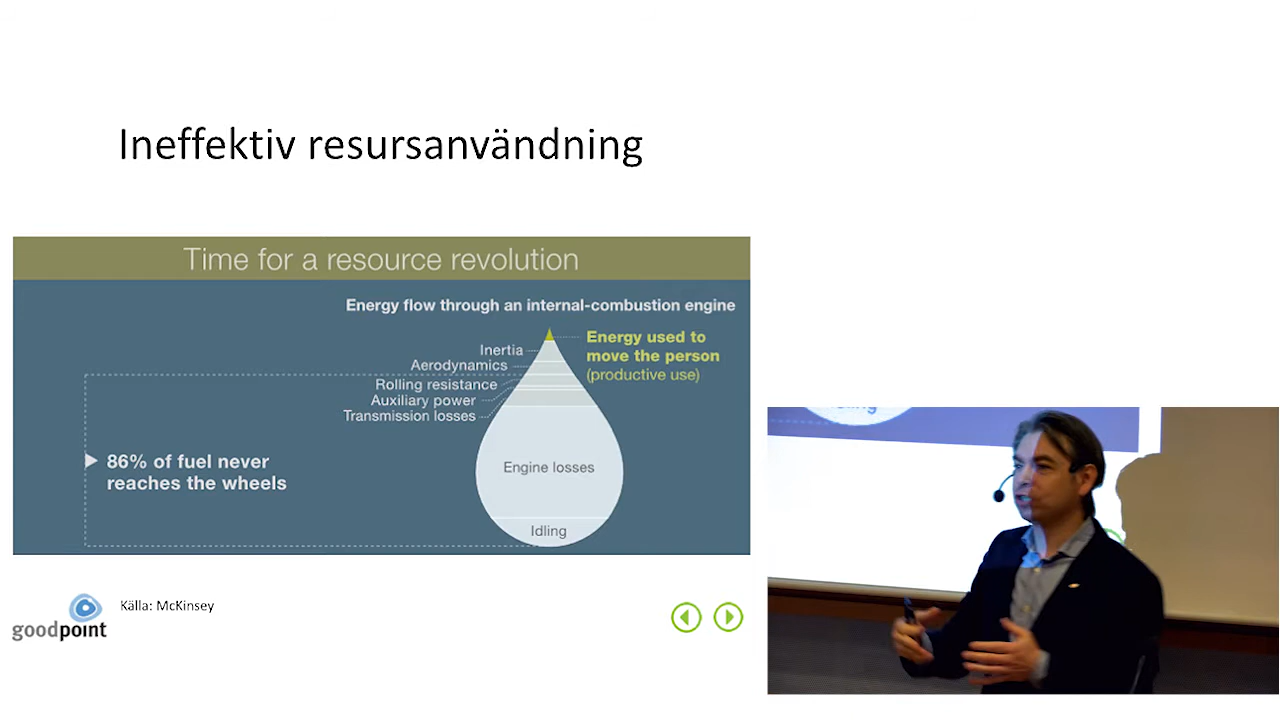 Ineffektiv resursanvändning
Time for a resource revolution
Energy flow through an internal-combustion engine
Energy used to
move the person
(productive use)
Inertia
Aerodynamics
Rolling resistance
Auxiliary power
Transmission losses
86% of fuel never
reaches the wheels
Engine losses
Idling
Källa: McKinsey
goodpoint
Idling